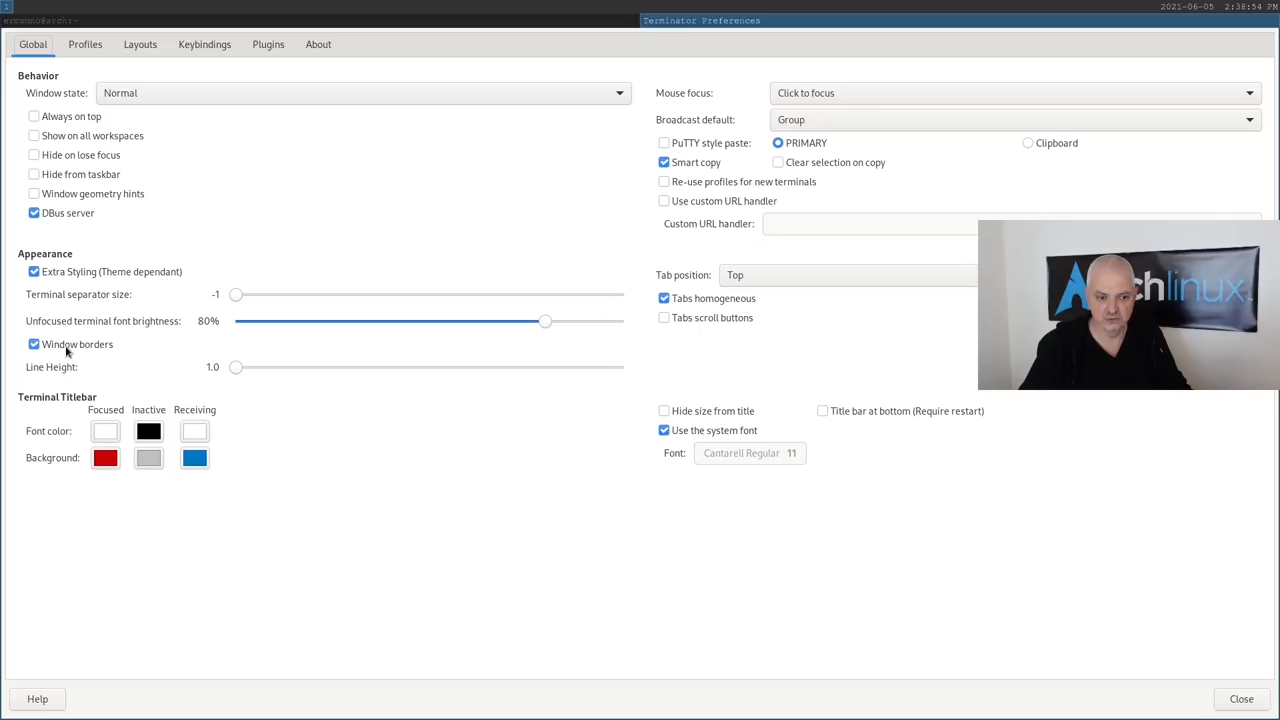 1
2021-06-05 2:38:54 PM
Terminator Preferences
Global Profiles Layouts Keybindings Plugins About
Behavior
Window state: Normal
Always on top
Show on all workspaces
Hide on lose focus
Hide from taskbar
Window geometry hints
DBus server
Mouse focus: Click to focus
Broadcast default: Group
PuTTY style paste: PRIMARY Clipboard
Smart copy Clear selection on copy
Re-use profiles for new terminals
Use custom URL handler
Custom URL handler:
Appearance
Extra Styling (Theme dependant)
Terminal separator size: -1
Unfocused terminal font brightness: 80%
Window borders
Line Height: 1.0
Tab position: Top
Tabs homogeneous
Tabs scroll buttons
chlinux
Terminal Titlebar
Focused Inactive Receiving
Font color:
Background:
Hide size from title Title bar at bottom (Require restart)
Use the system font
Font: Cantarell Regular 11
Help Close